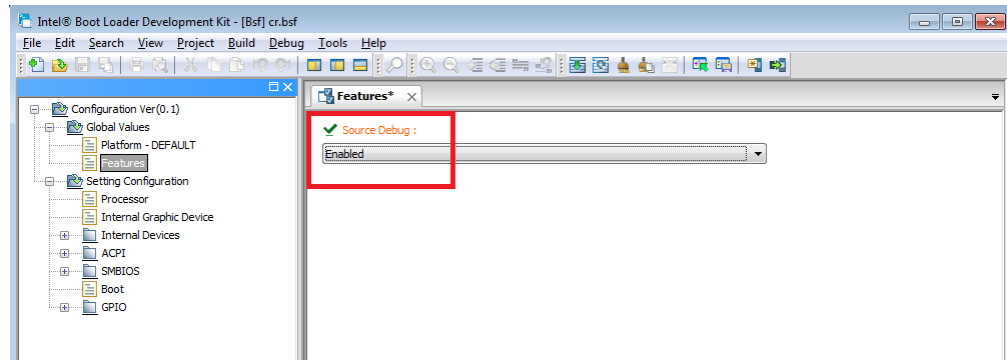 Intel® Boot Loader Development Kit - [Bsf] cr.bsf
File Edit Search View Project Build Debug Tools Help
Configuration Ver(0.1)
Global Values
Platform - DEFAULT
Features
Setting Configuration
Processor
Internal Graphic Device
Internal Devices
ACPI
SMBIOS
Boot
GPIO
Features*
Source Debug :
Enabled